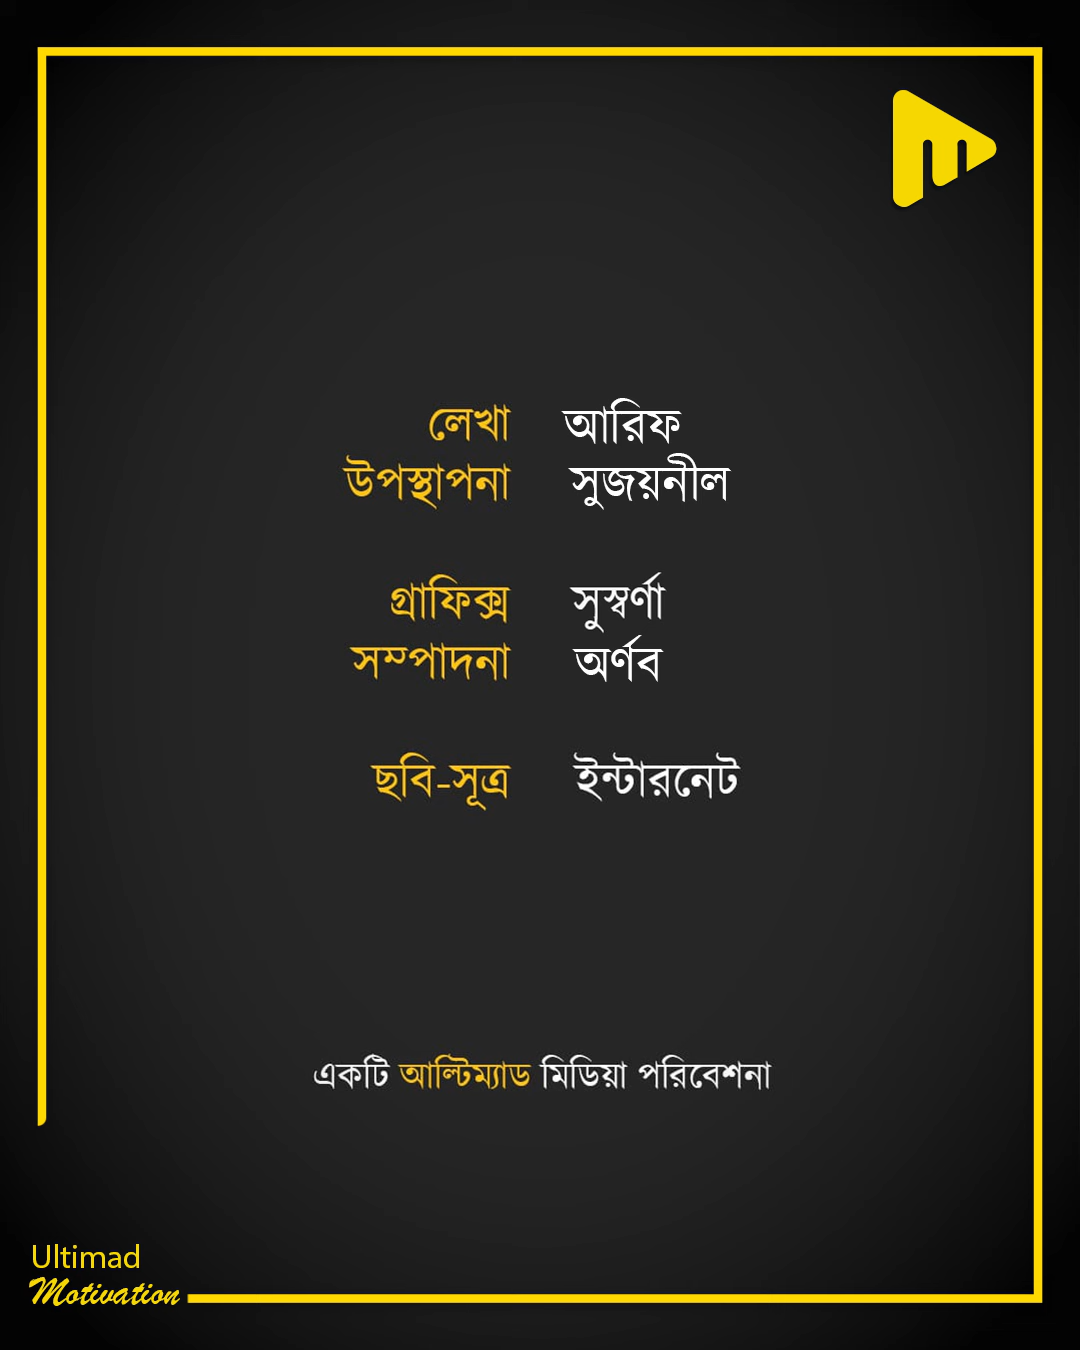 লেখা আরিফ
উপস্থাপনা সুজয়নীল
গ্রাফিক্স সুস্বর্ণা
সম্পাদনা অর্ণব
ছবি-সূত্র ইন্টারনেট
একটি আল্টিম্যাড মিডিয়া পরিবেশনা
Ultimad
Motivation